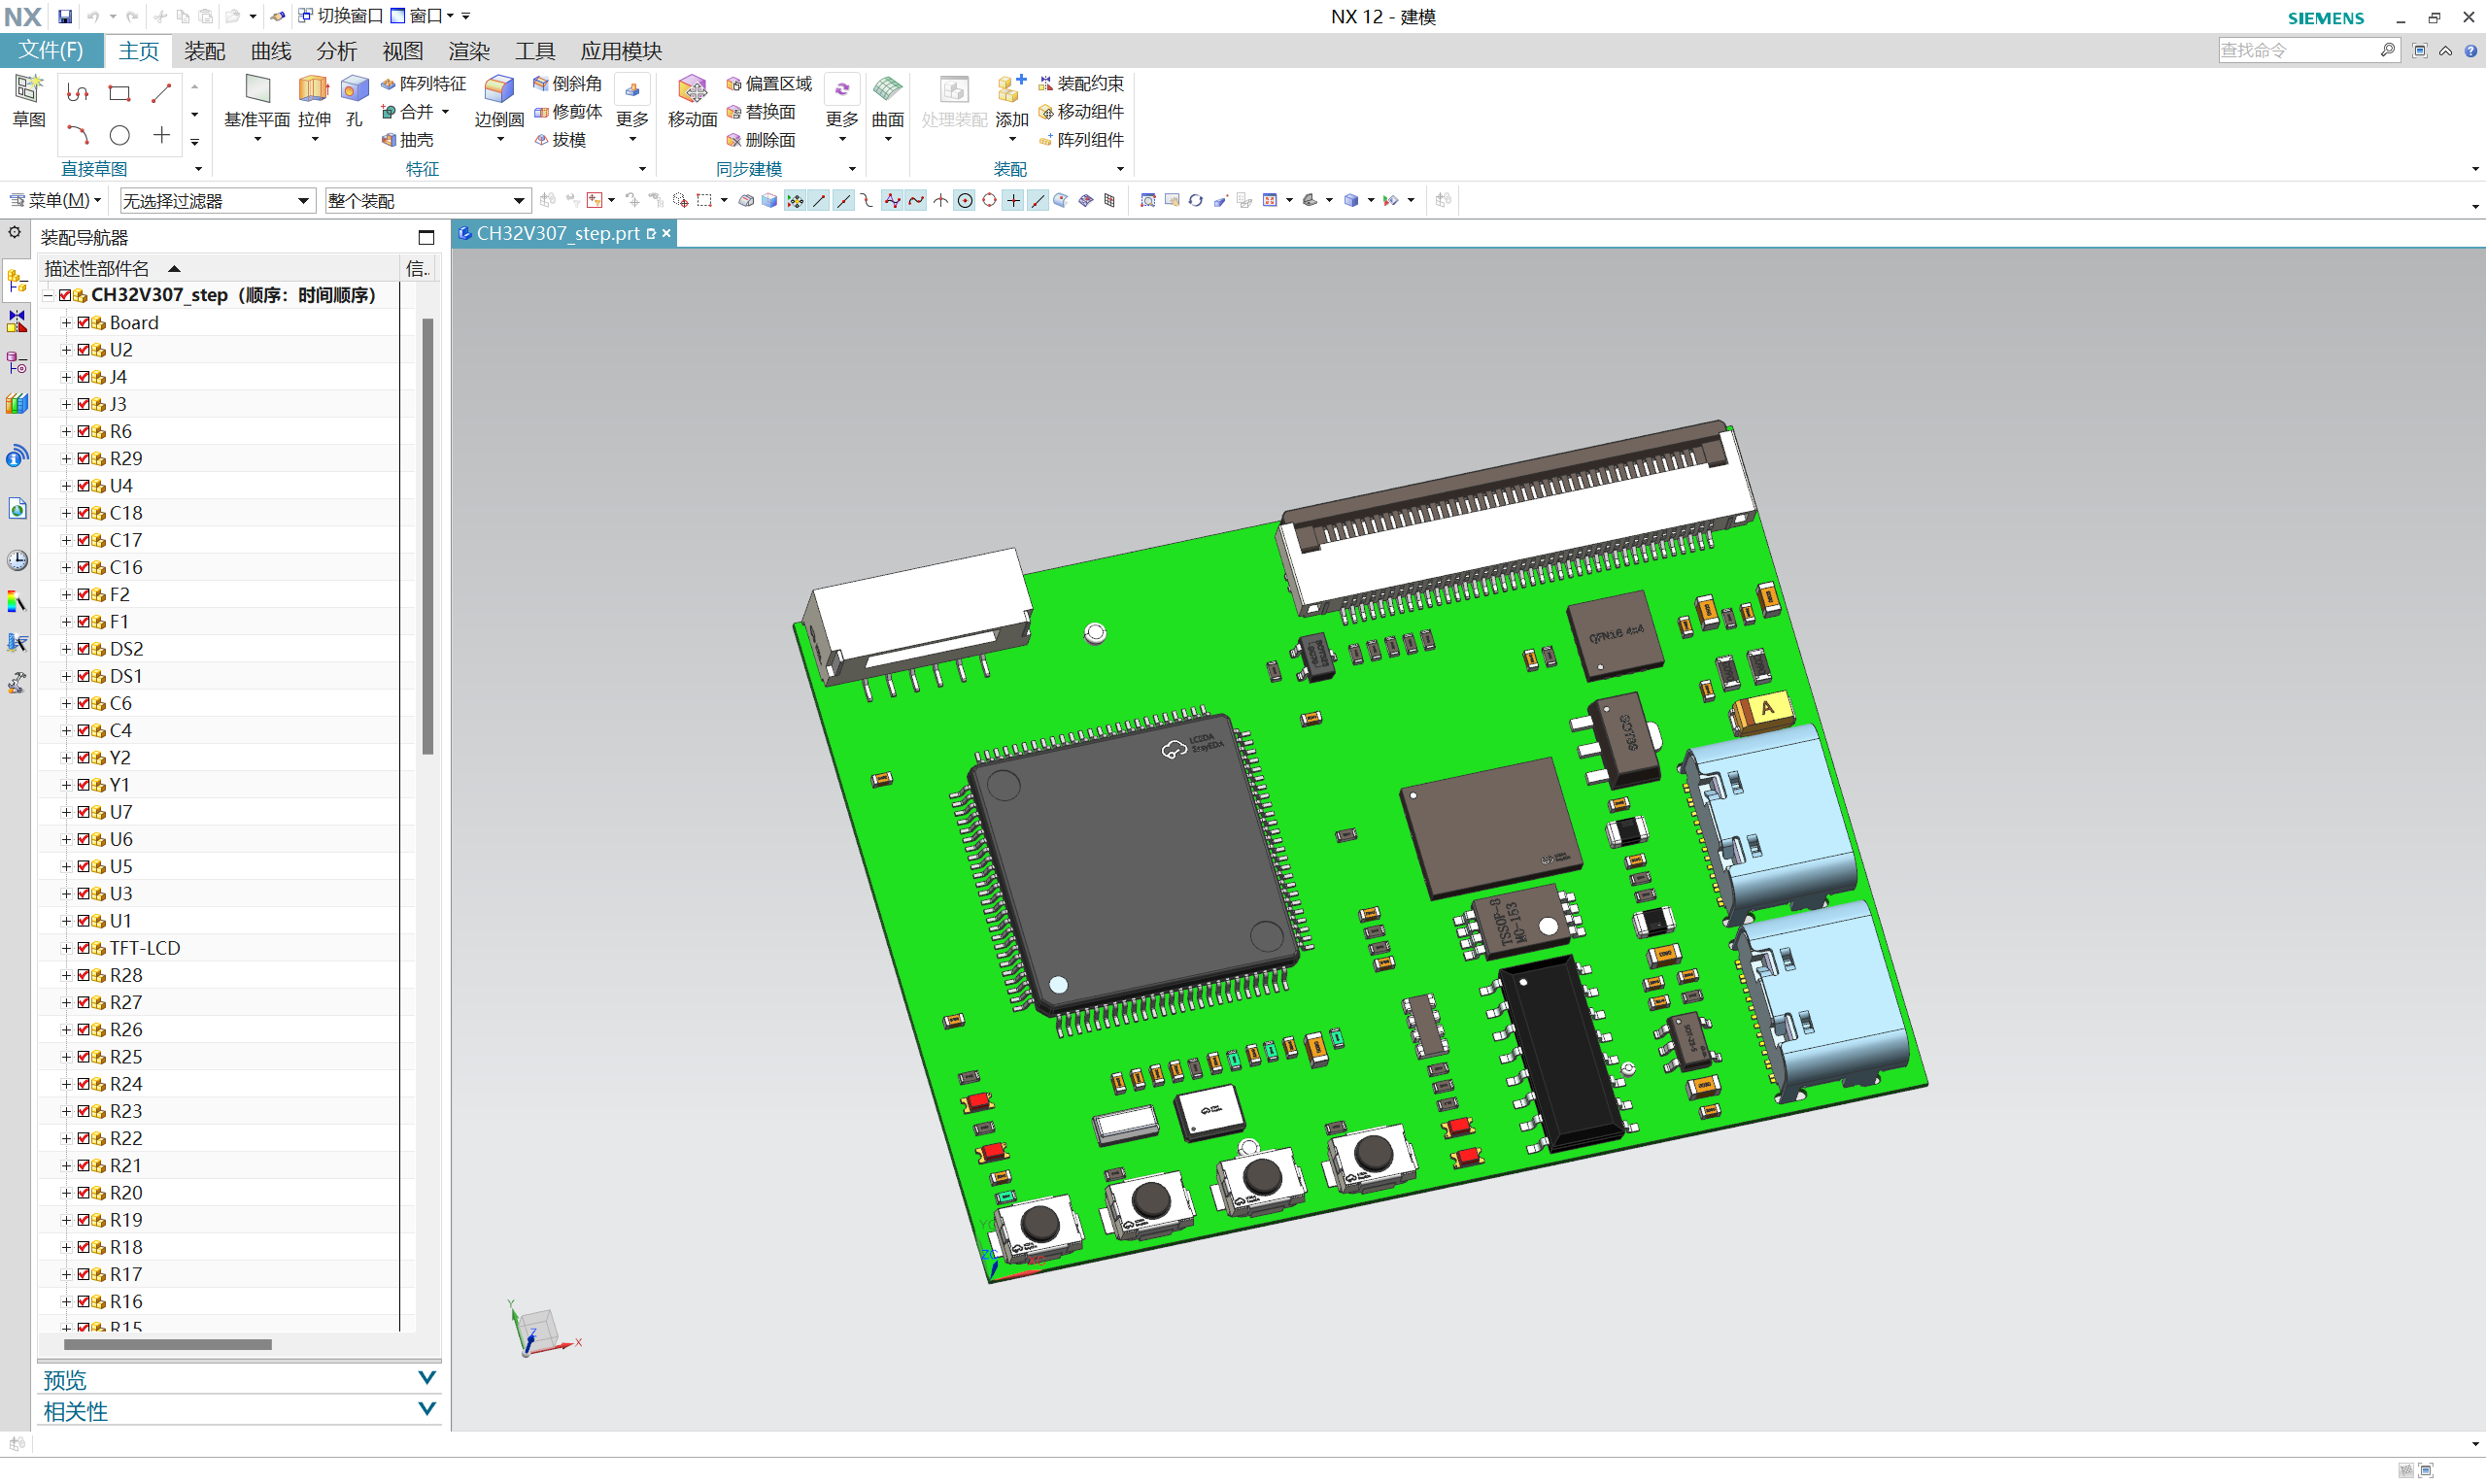 NX 切换窗口 窗口 NX 12 - 建模 SIEMENS
文件(F) 主页 装配 曲线 分析 视图 渲染 工具 应用模块 查找命令
草图 基准平面 拉伸 孔 阵列特征 合并 抽壳 边倒圆 倒斜角 修剪体 拔模 更多 移动面 偏置区域 替换面 删除面 更多 曲面 处理装配 添加 装配约束 移动组件 阵列组件
直接草图 特征 同步建模 装配
菜单(M) 无选择过滤器 整个装配
装配导航器 CH32V307_step.prt
描述性部件名 信..
CH32V307_step（顺序：时间顺序）
Board
U2
J4
J3
R6
R29
U4
C18
C17
C16
F2
F1
DS2
DS1
C6
C4
Y2
Y1
U7
U6
U5
U3
U1
TFT-LCD
R28
R27
R26
R25
R24
R23
R22
R21
R20
R19
R18
R17
R16
R15
预览
相关性
QFN16 4x4
A
LCEDA
EasyEDA
TSSOP-8
MO-153
YC
ZC
XC
Y
Z
X